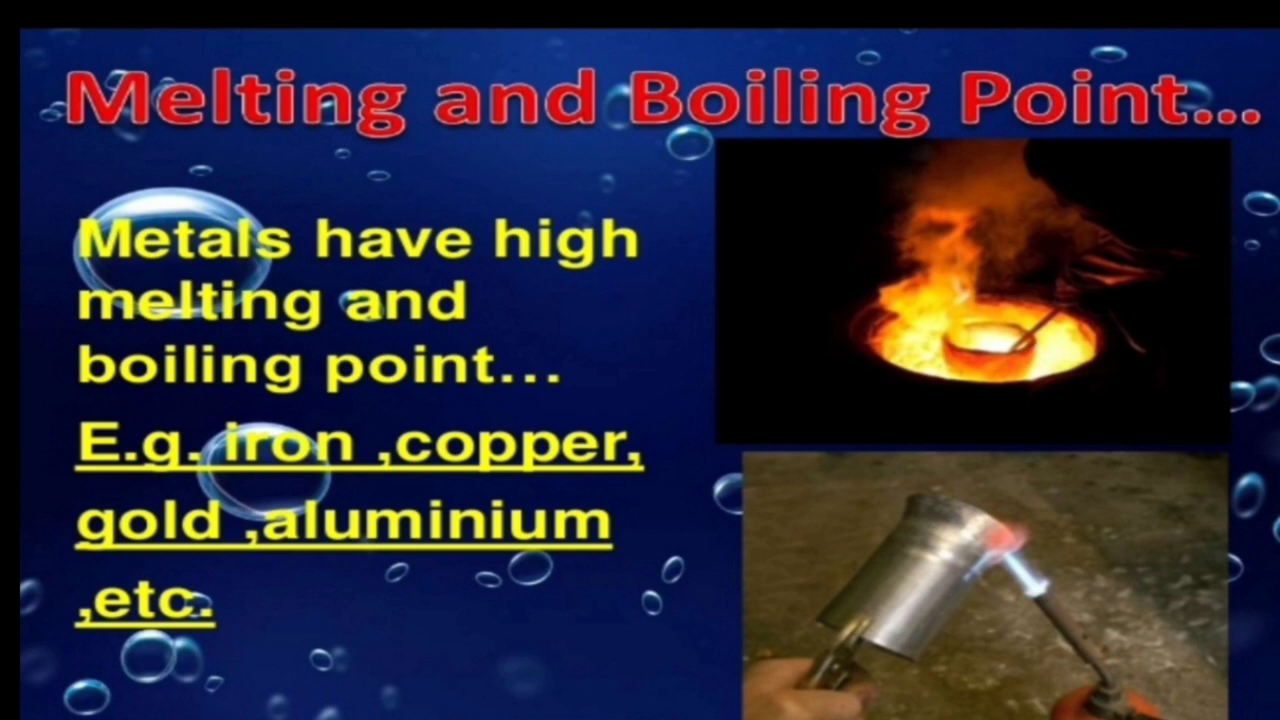 Melting and Boiling Point...
Metals have high
melting and
boiling point...
E.g. iron ,copper,
gold ,aluminium
,etc.